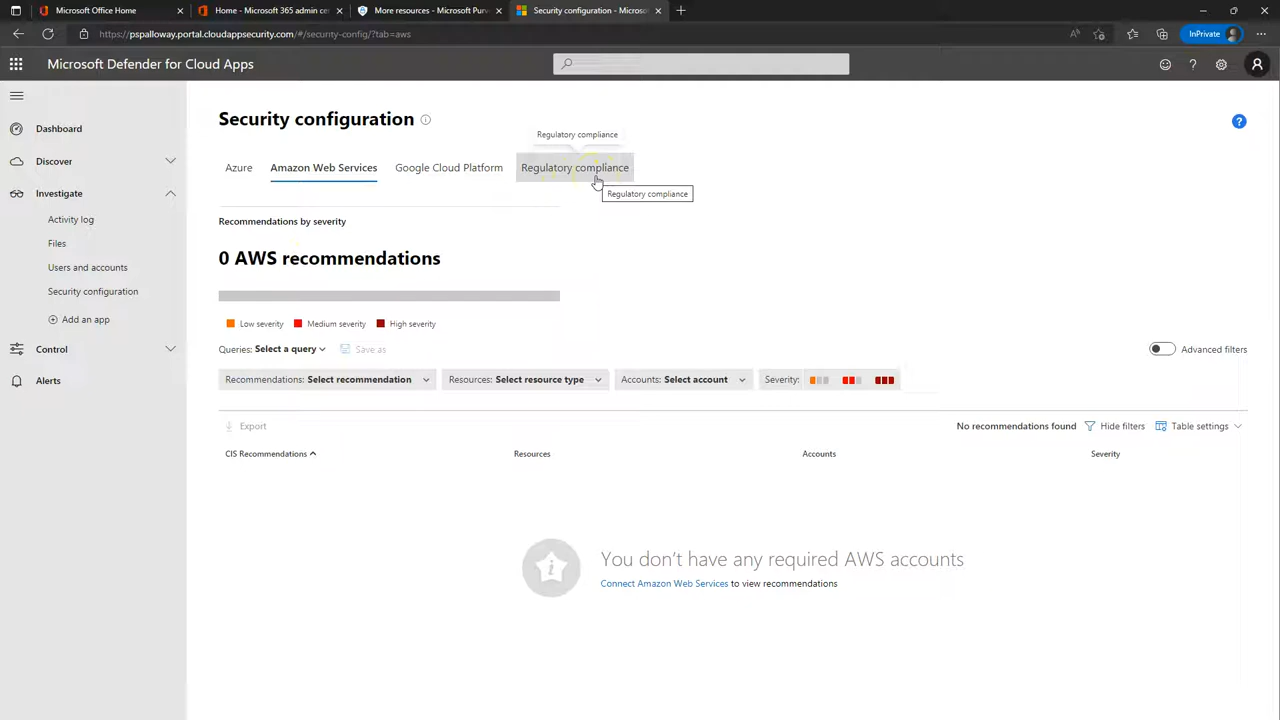 Microsoft Office Home
Home - Microsoft 365 admin cen
More resources - Microsoft Purv
Security configuration - Microso
https://pspalloway.portal.cloudappsecurity.com/#/security-config/?tab=aws
InPrivate
Microsoft Defender for Cloud Apps
Dashboard
Discover
Investigate
Activity log
Files
Users and accounts
Security configuration
Add an app
Control
Alerts
Security configuration
Regulatory compliance
Azure
Amazon Web Services
Google Cloud Platform
Regulatory compliance
Regulatory compliance
Recommendations by severity
0 AWS recommendations
Low severity
Medium severity
High severity
Queries: Select a query
Save as
Advanced filters
Recommendations: Select recommendation
Resources: Select resource type
Accounts: Select account
Severity:
Export
No recommendations found
Hide filters
Table settings
CIS Recommendations
Resources
Accounts
Severity
You don't have any required AWS accounts
Connect Amazon Web Services to view recommendations